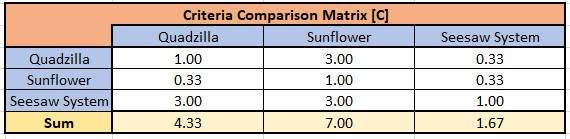 Criteria Comparison Matrix [C]
Quadzilla Sunflower Seesaw System
Quadzilla 1.00 3.00 0.33
Sunflower 0.33 1.00 0.33
Seesaw System 3.00 3.00 1.00
Sum 4.33 7.00 1.67